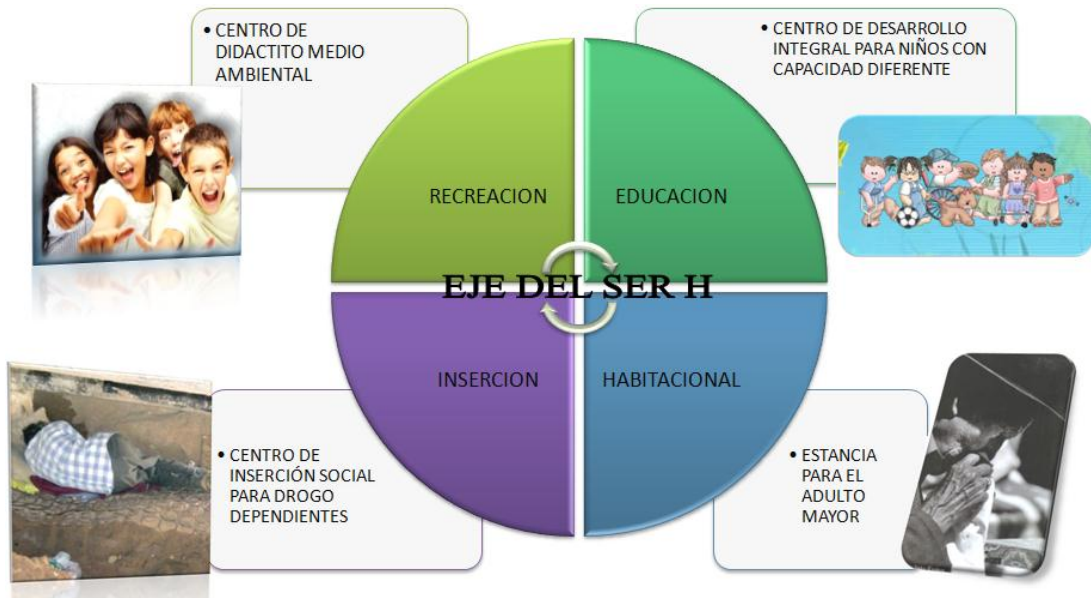 • CENTRO DE
DIDACTITO MEDIO
AMBIENTAL
• CENTRO DE DESARROLLO
INTEGRAL PARA NIÑOS CON
CAPACIDAD DIFERENTE
RECREACION
EDUCACION
EJE DEL SER H
INSERCION
HABITACIONAL
• CENTRO DE
INSERCIÓN SOCIAL
PARA DROGO
DEPENDIENTES
• ESTANCIA
PARA EL
ADULTO
MAYOR